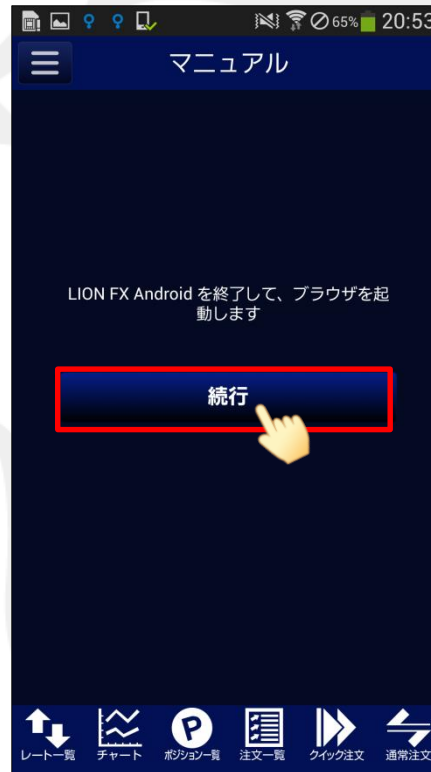 65% 20:53
マニュアル
LION FX Android を終了して、ブラウザを起
動します
続行
レート一覧 チャート ポジション一覧 注文一覧 クイック注文 通常注文